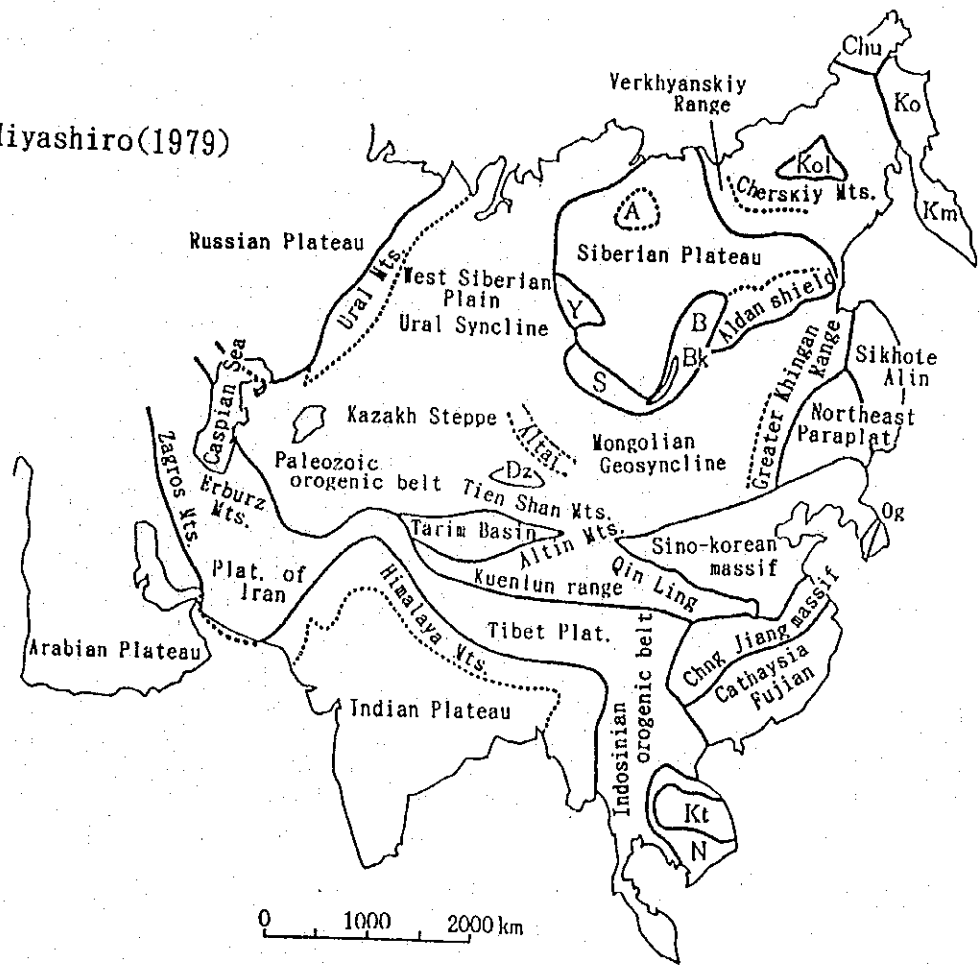 Miyashiro(1979)
Chu
Ko
Verkhyanskiy
Range
Kol
Cherskiy Mts.
Km
A
Russian Plateau
Siberian Plateau
Ural Mts.
West Siberian
Plain
Ural Syncline
Y
B
Aldan shield
Bk
S
Sikhote
Alin
Greater Khingan
Range
Northeast
Paraplat
Caspian Sea
Kazakh Steppe
Altai
Mongolian
Geosyncline
Zagros Mts.
Erburz
Mts.
Paleozoic
orogenic belt
Dz
Tien Shan Mts.
Og
Tarim Basin
Altin Mts.
Sino-korean
massif
Plat. of
Iran
Himalaya Mts.
Kuenlun range
Qin Ling
Arabian Plateau
Tibet Plat.
Chng Jiang massif
Cathaysia
Fujian
Indian Plateau
Indosinian
orogenic belt
Kt
N
0 1000 2000 km